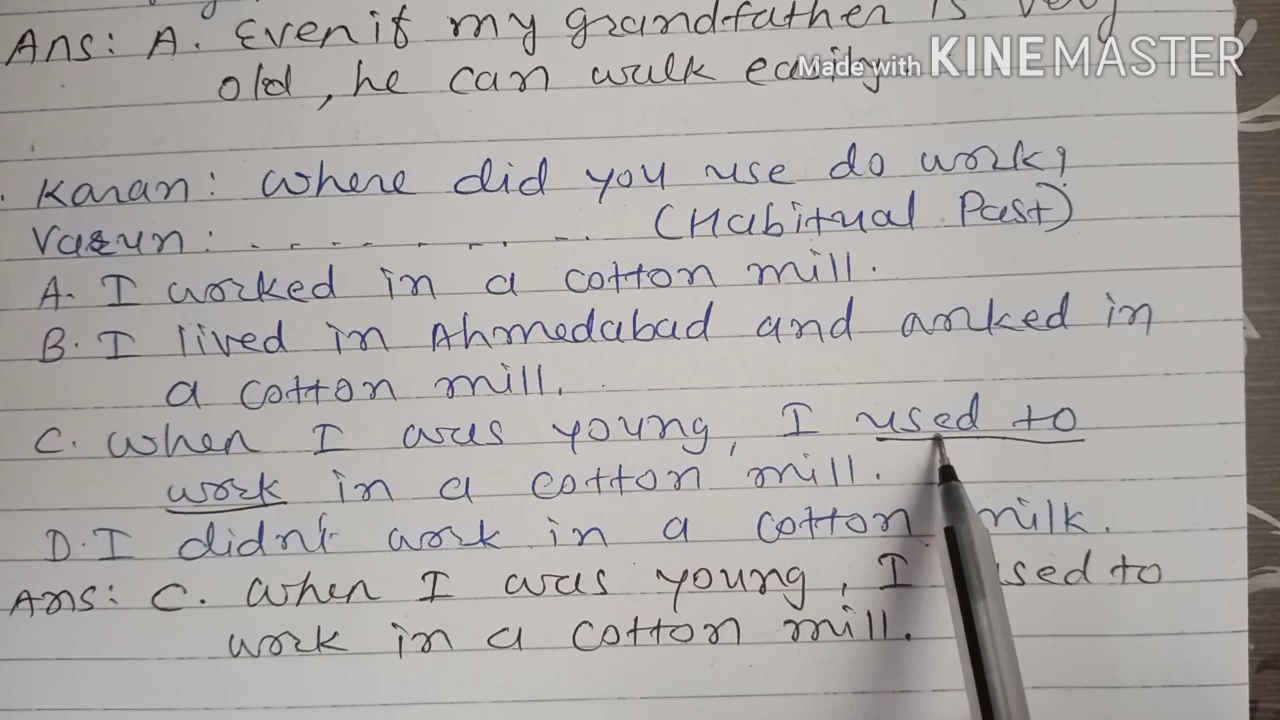 Ans: A. Even if my grandfather is very
old, he can walk easily
Made with KINEMASTER
Karan: Where did you use do work?
Varun: . . . . . . . . . . (Habitual Past)
A. I worked in a cotton mill.
B. I lived in Ahmedabad and worked in
a cotton mill.
C. When I was young, I used to
work in a cotton mill.
D. I didn't work in a cotton milk.
Ans: C. When I was young, I used to
work in a cotton mill.